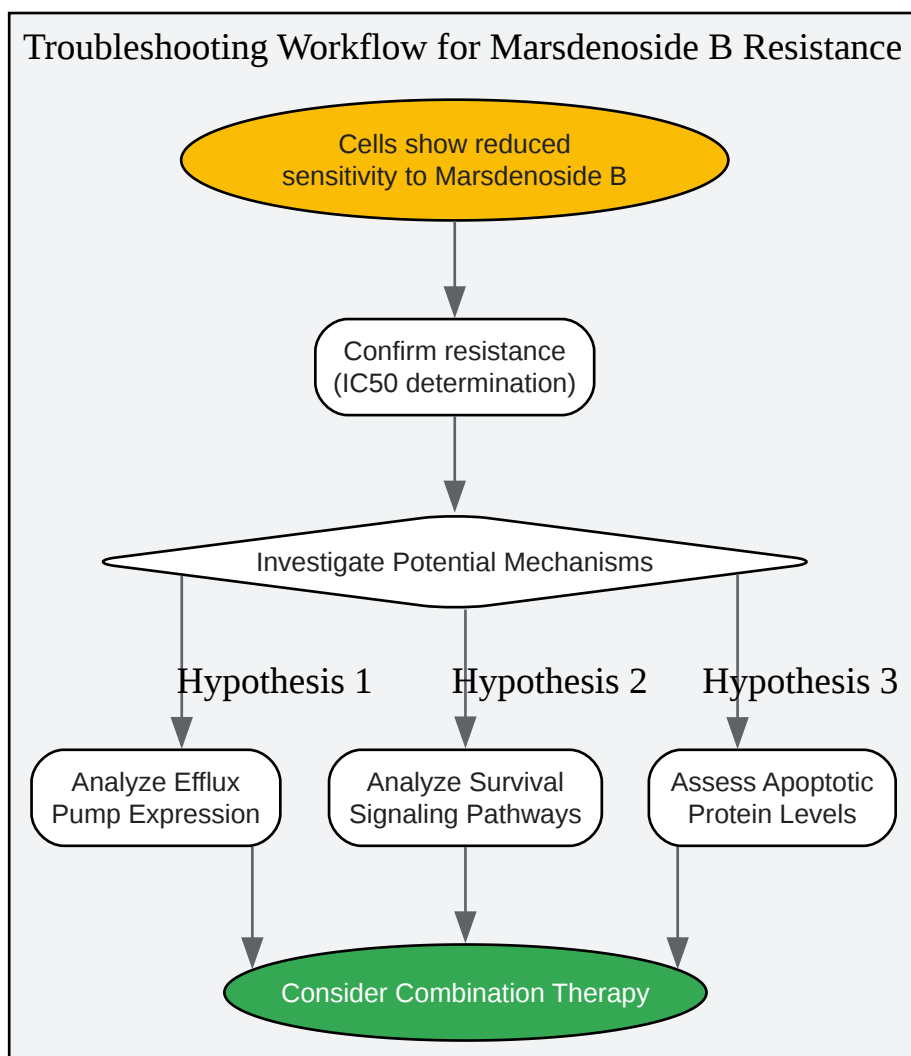 Troubleshooting Workflow for Marsdenoside B Resistance
Cells show reduced
sensitivity to Marsdenoside B
Confirm resistance
(IC50 determination)
Investigate Potential Mechanisms
Hypothesis 1
Hypothesis 2
Hypothesis 3
Analyze Efflux
Pump Expression
Analyze Survival
Signaling Pathways
Assess Apoptotic
Protein Levels
Consider Combination Therapy